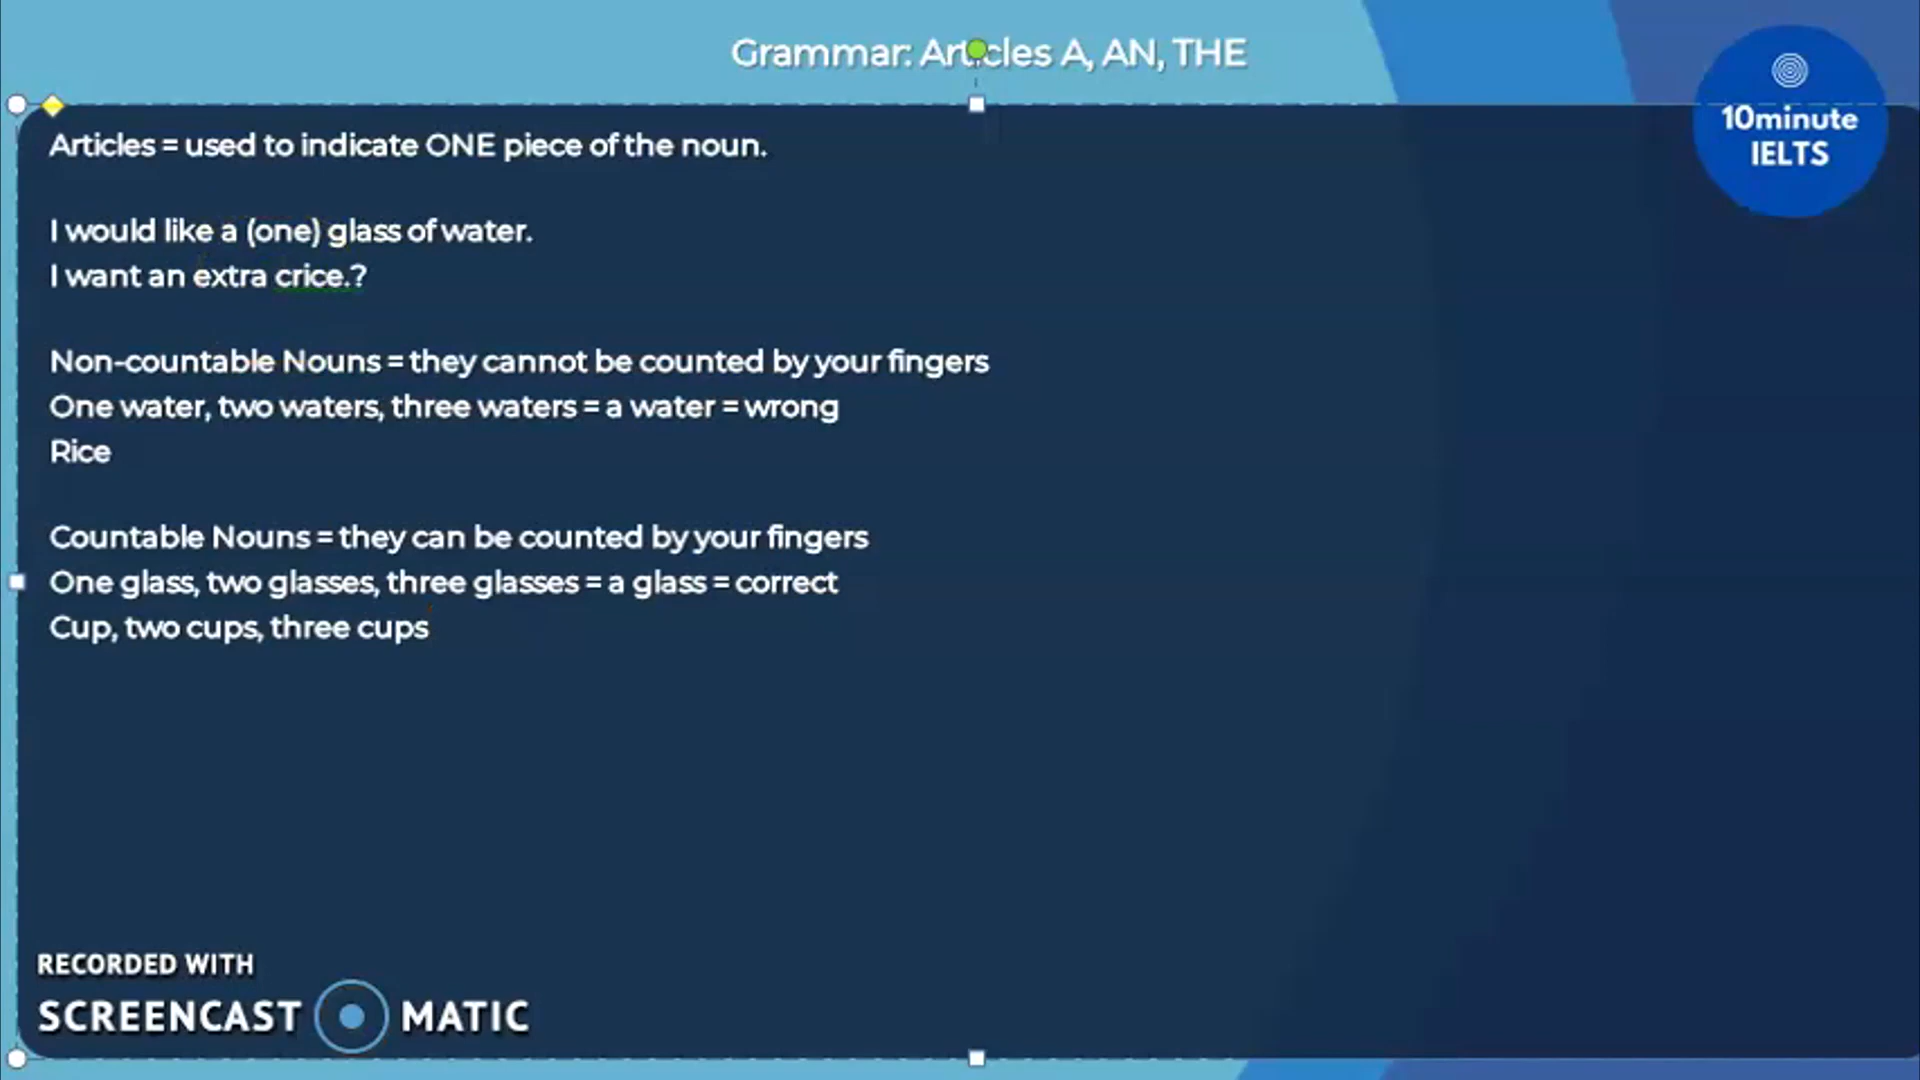 Grammar: Articles A, AN, THE
10minute
IELTS
Articles = used to indicate ONE piece of the noun.
I would like a (one) glass of water.
I want an extra crice.?
Non-countable Nouns = they cannot be counted by your fingers
One water, two waters, three waters = a water = wrong
Rice
Countable Nouns = they can be counted by your fingers
One glass, two glasses, three glasses = a glass = correct
Cup, two cups, three cups
RECORDED WITH
SCREENCAST MATIC